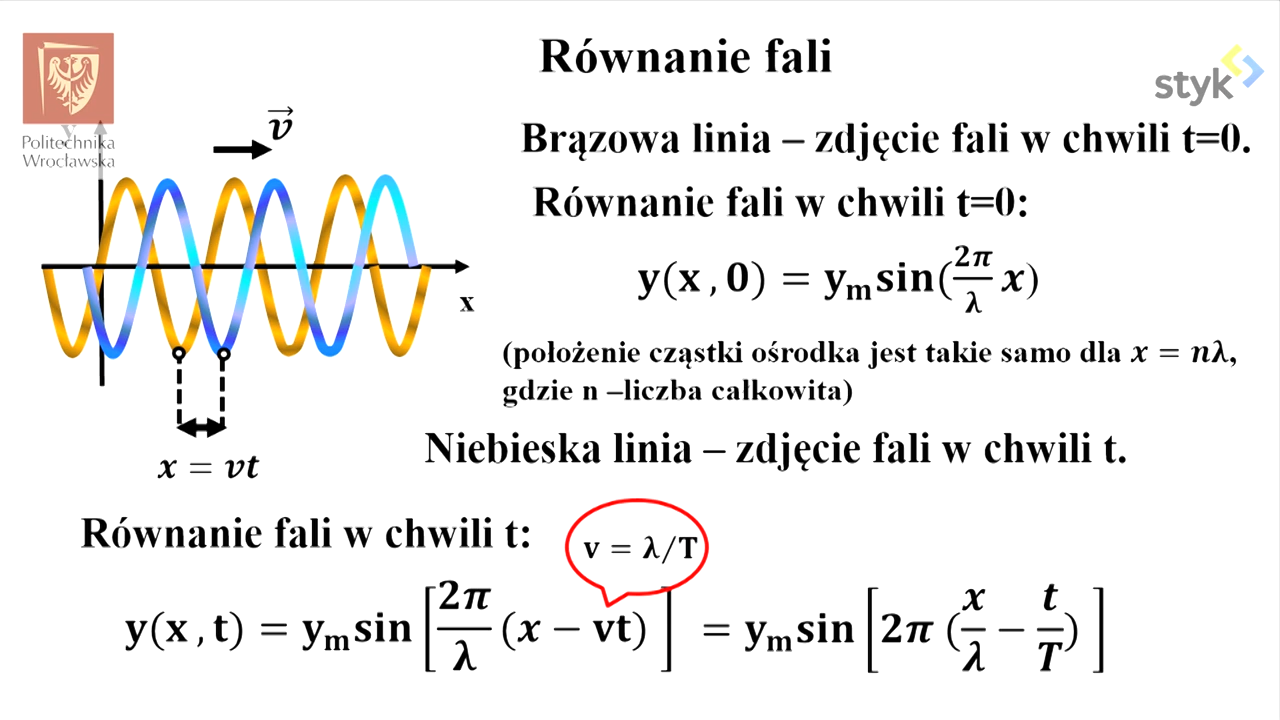 Równanie fali
styk
Politechnika
Wrocławska
y
v⃗
x
x = vt
Brązowa linia – zdjęcie fali w chwili t=0.
Równanie fali w chwili t=0:
y(x ,0) = yₘsin(2π/λ x)
(położenie cząstki ośrodka jest takie samo dla x = nλ,
gdzie n –liczba całkowita)
Niebieska linia – zdjęcie fali w chwili t.
Równanie fali w chwili t:
v = λ/T
y(x ,t) = yₘsin [2π/λ (x − vt) ] = yₘsin [2π (x/λ − t/T) ]